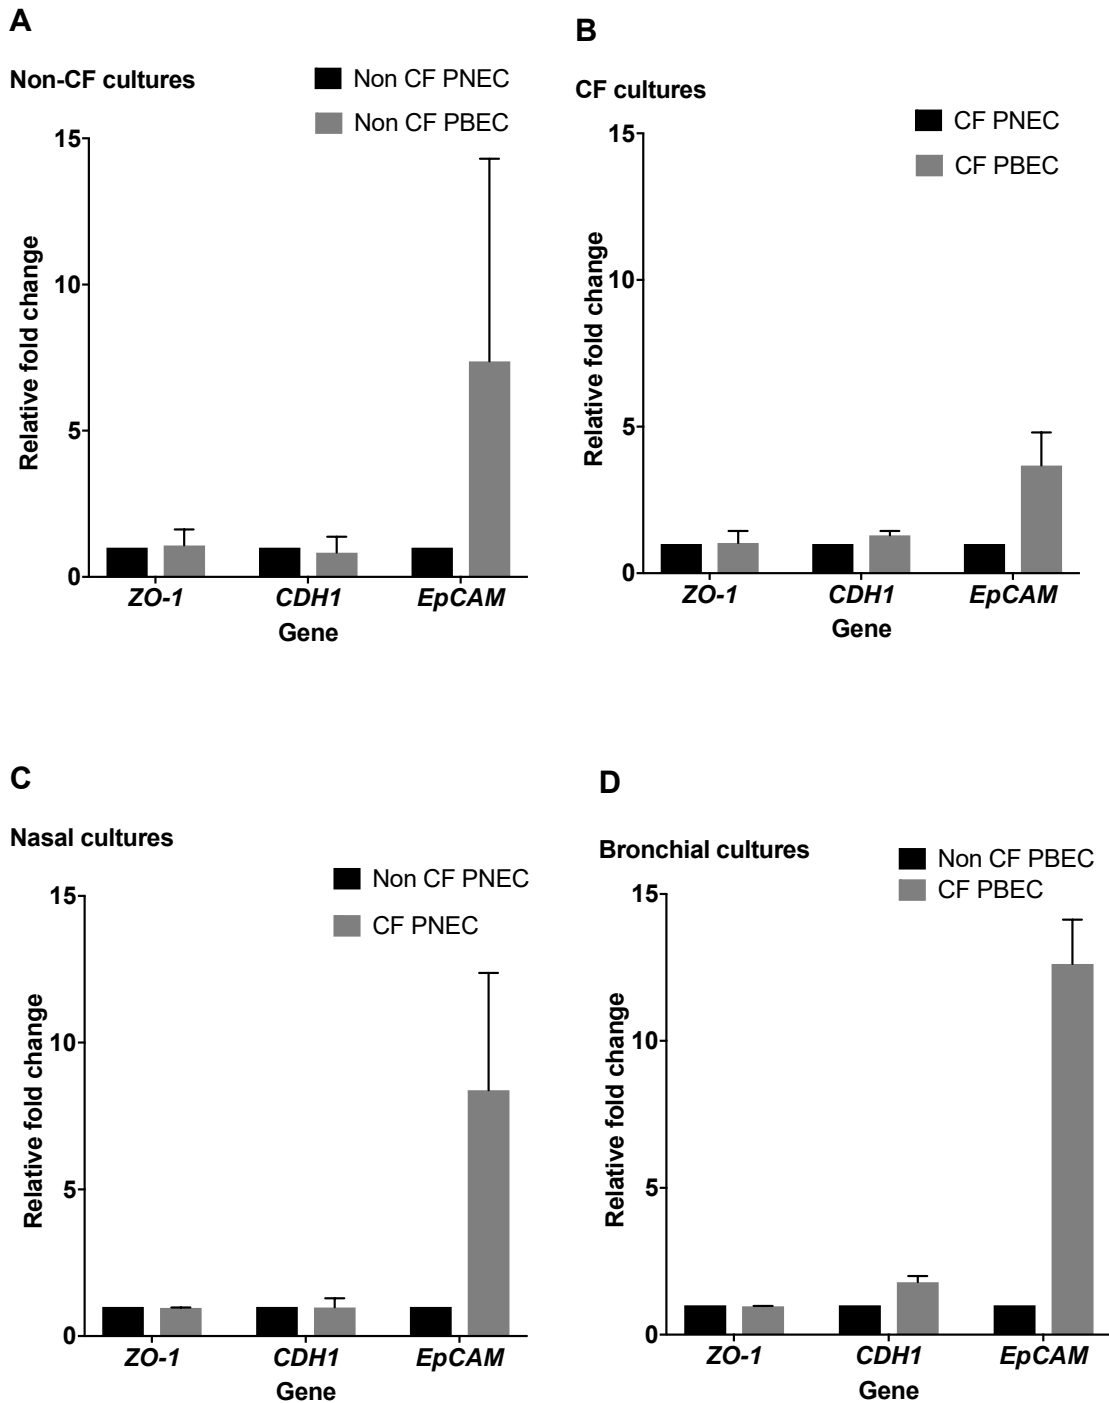 A
Non-CF cultures
Non CF PNEC
Non CF PBEC
15
10
5
0
Relative fold change
ZO-1 CDH1 EpCAM
Gene
B
CF cultures
CF PNEC
CF PBEC
15
10
5
0
Relative fold change
ZO-1 CDH1 EpCAM
Gene
C
Nasal cultures
Non CF PNEC
CF PNEC
15
10
5
0
Relative fold change
ZO-1 CDH1 EpCAM
Gene
D
Bronchial cultures
Non CF PBEC
CF PBEC
15
10
5
0
Relative fold change
ZO-1 CDH1 EpCAM
Gene